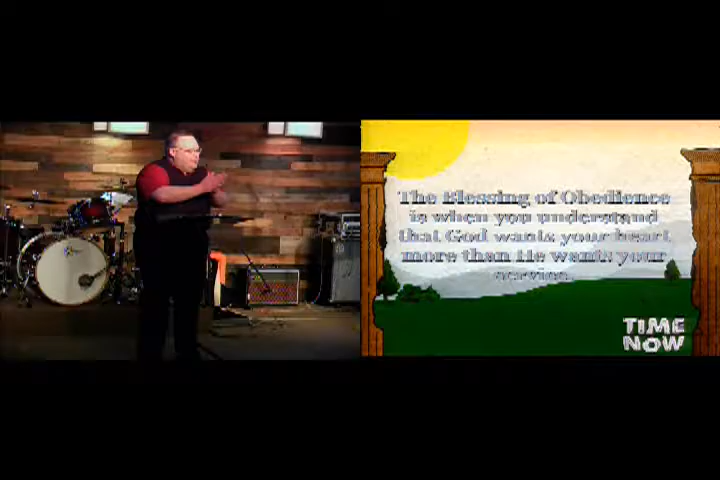 The Blessing of Obedience
is when you understand
that God wants your heart
more than He wants your
service.
TIME
NOW